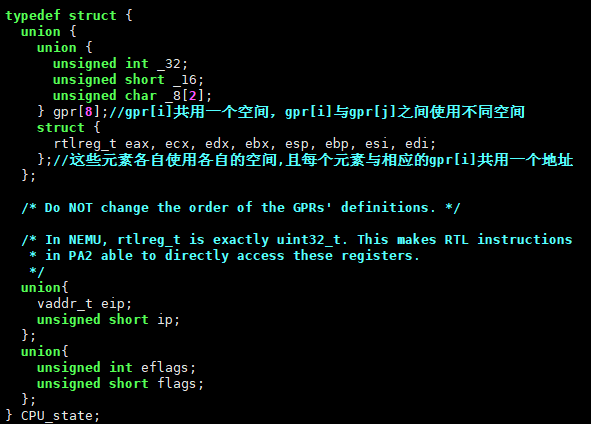 typedef struct {
  union {
    union {
      unsigned int _32;
      unsigned short _16;
      unsigned char _8[2];
    } gpr[8];//gpr[i]共用一个空间, gpr[i]与gpr[j]之间使用不同空间
    struct {
      rtlreg_t eax, ecx, edx, ebx, esp, ebp, esi, edi;
    };//这些元素各自使用各自的空间,且每个元素与相应的gpr[i]共用一个地址
  };

  /* Do NOT change the order of the GPRs' definitions. */

  /* In NEMU, rtlreg_t is exactly uint32_t. This makes RTL instructions
   * in PA2 able to directly access these registers.
   */
  union{
    vaddr_t eip;
    unsigned short ip;
  };
  union{
    unsigned int eflags;
    unsigned short flags;
  };
} CPU_state;